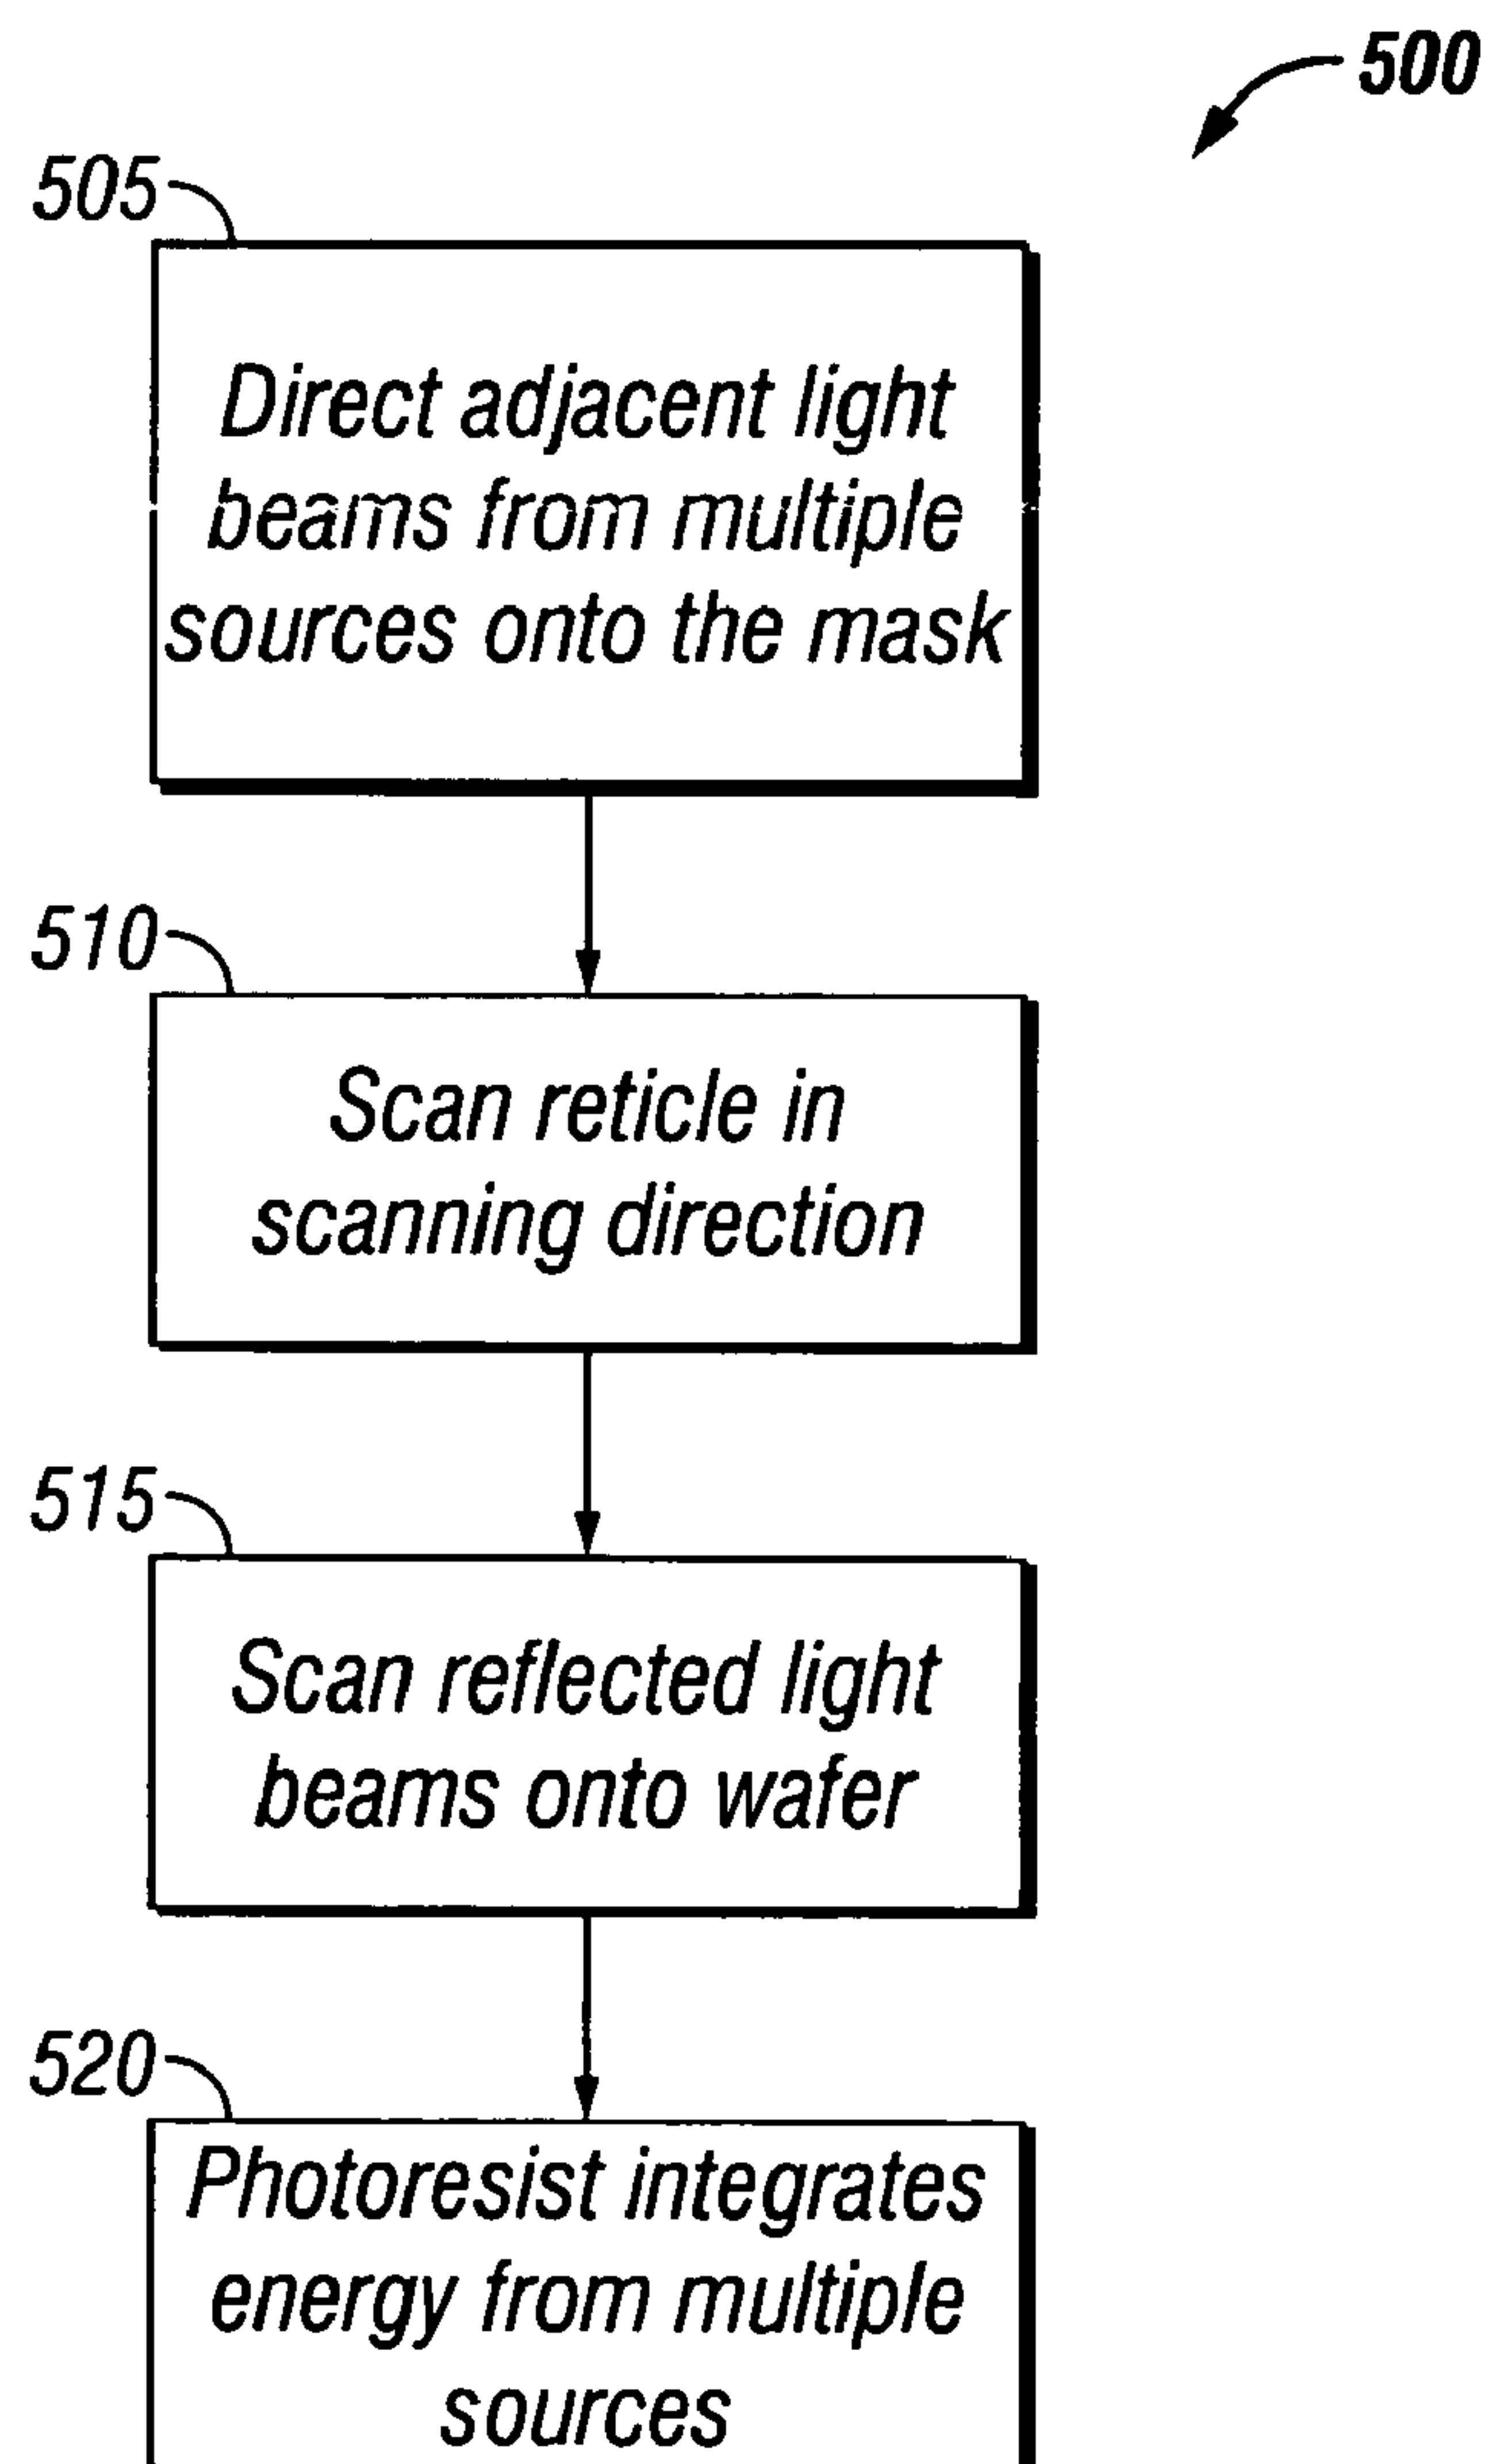 500
505
Direct adjacent light
beams from multiple
sources onto the mask
510
Scan reticle in
scanning direction
515
Scan reflected light
beams onto wafer
520
Photoresist integrates
energy from multiple
sources